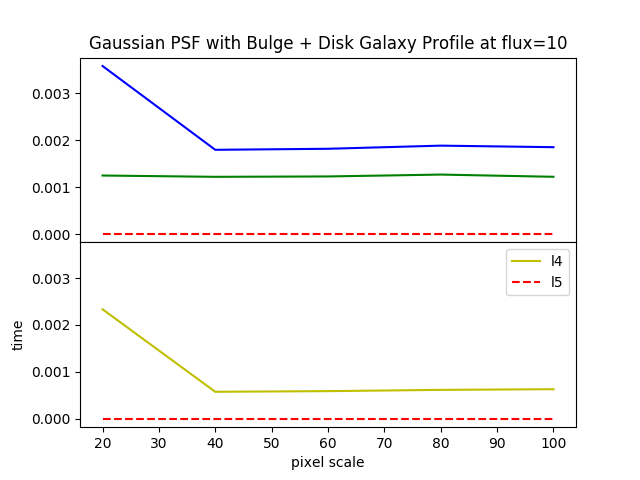 Gaussian PSF with Bulge + Disk Galaxy Profile at flux=10
0.003
0.002
0.001
0.000
l4
l5
0.003
0.002
0.001
0.000
time
20 30 40 50 60 70 80 90 100
pixel scale